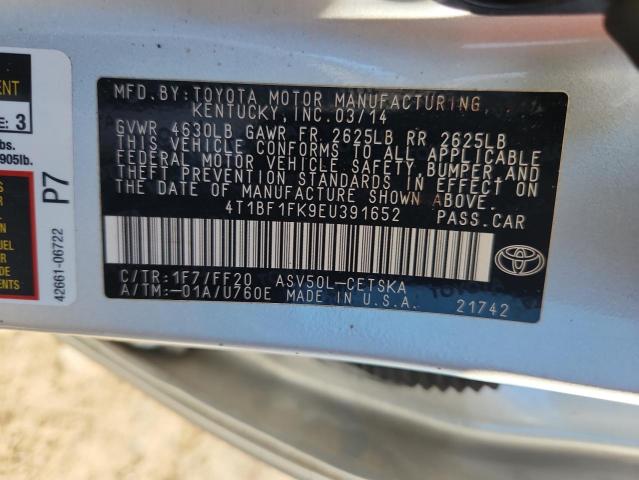 MFD.BY:TOYOTA MOTOR MANUFACTURING
KENTUCKY, INC.03/14
GVWR 4630LB GAWR FR 2625LB RR 2625LB
THIS VEHICLE CONFORMS TO ALL APPLICABLE
FEDERAL MOTOR VEHICLE SAFETY,BUMPER,AND
THEFT PREVENTION STANDARDS IN EFFECT ON
THE DATE OF MANUFACTURE SHOWN ABOVE.
4T1BF1FK9EU391652 PASS.CAR
C/TR:1F7/FF20 ASV50L-CETSKA
A/TM:-01A/U760E MADE IN U.S.A. 21742
E: 3
905lb.
P7
42661-06722